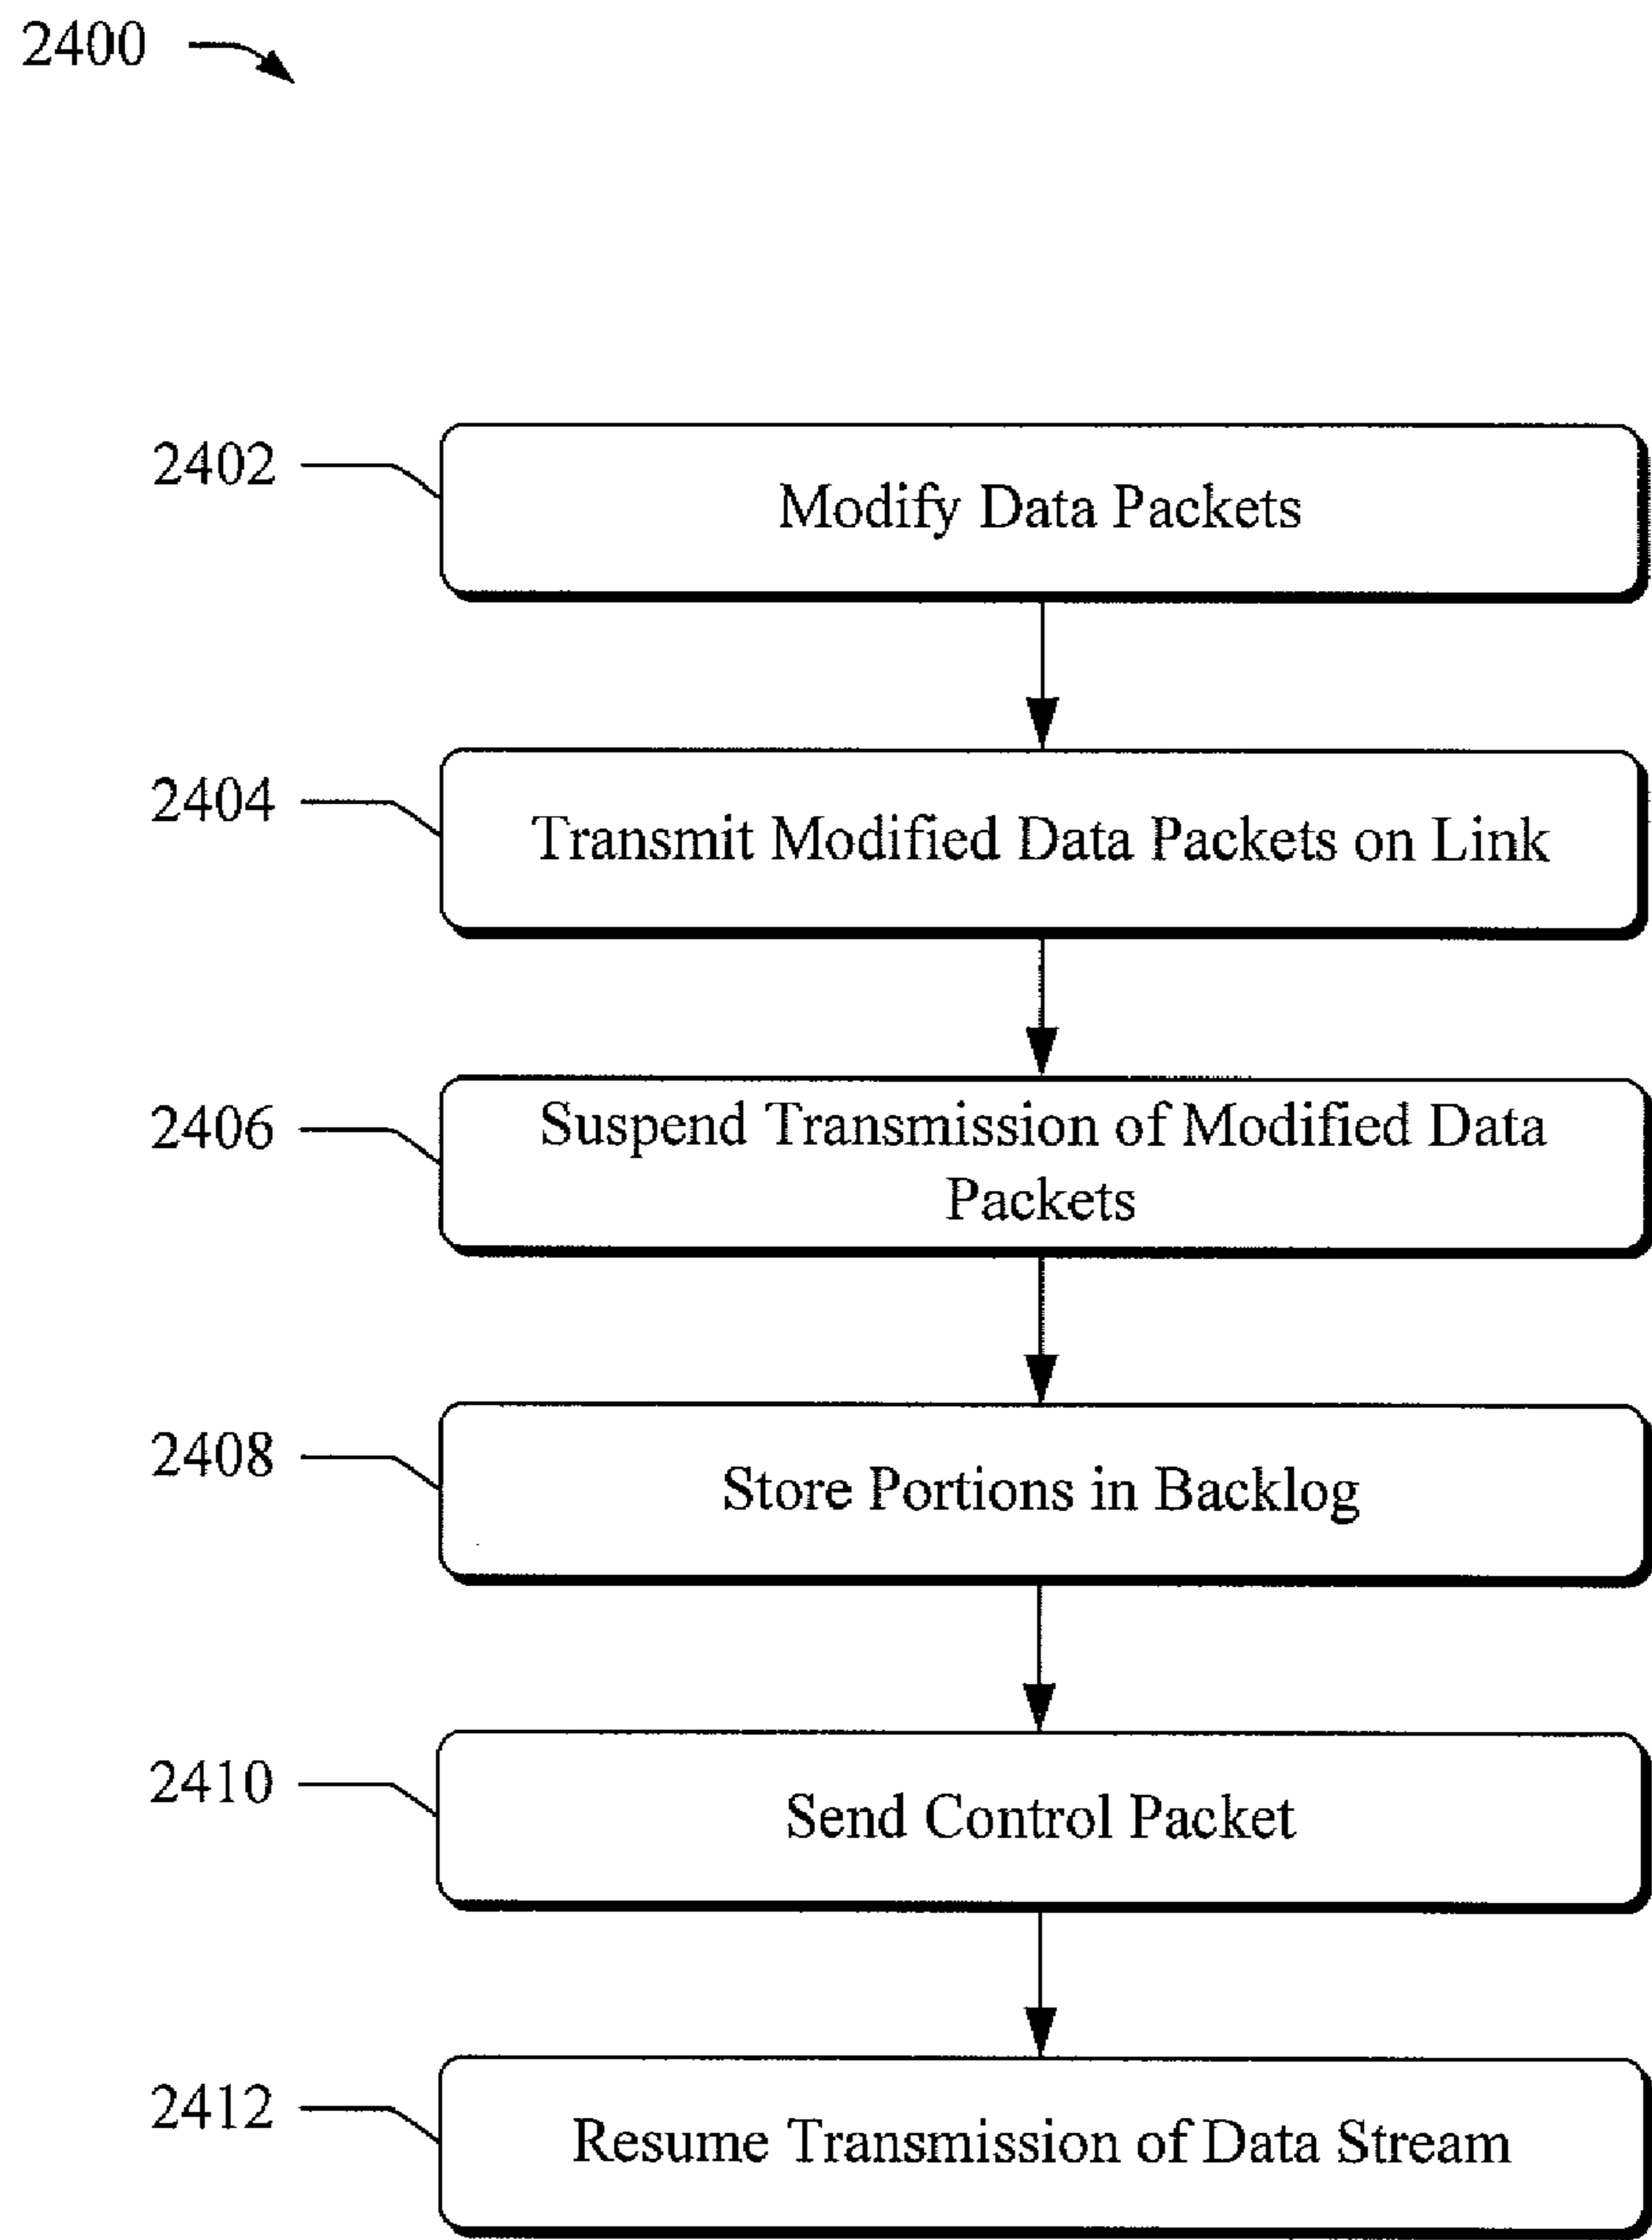 2400
2402
Modify Data Packets
2404
Transmit Modified Data Packets on Link
2406
Suspend Transmission of Modified Data
Packets
2408
Store Portions in Backlog
2410
Send Control Packet
2412
Resume Transmission of Data Stream